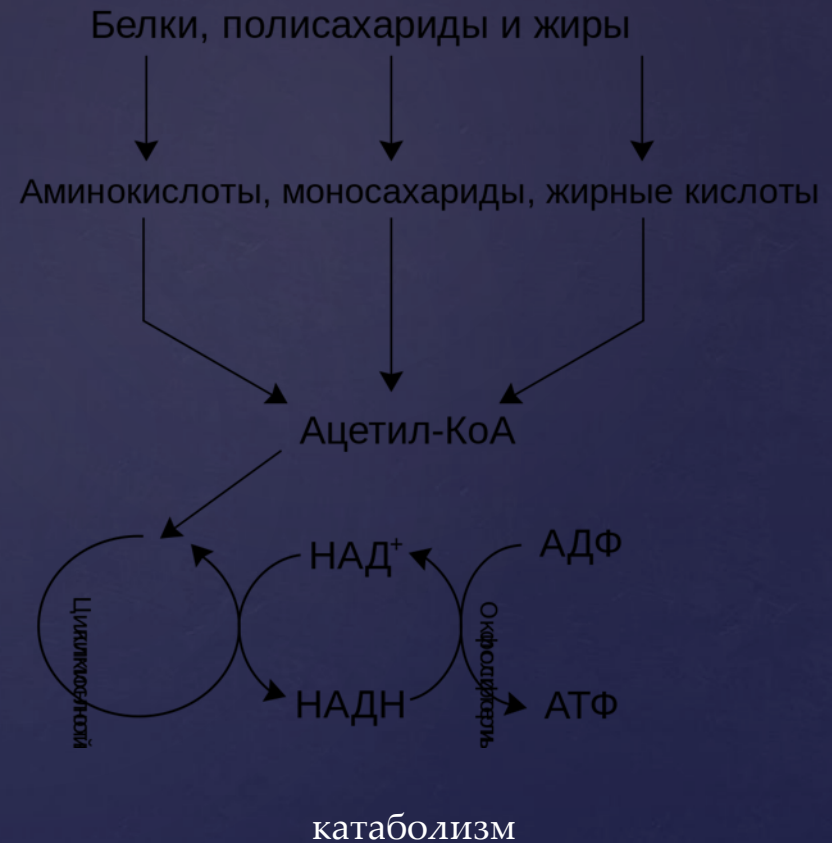 Белки, полисахариды и жиры
Аминокислоты, моносахариды, жирные кислоты
Ацетил-КоА
НАД⁺
АДФ
НАДН
АТФ
катаболизм